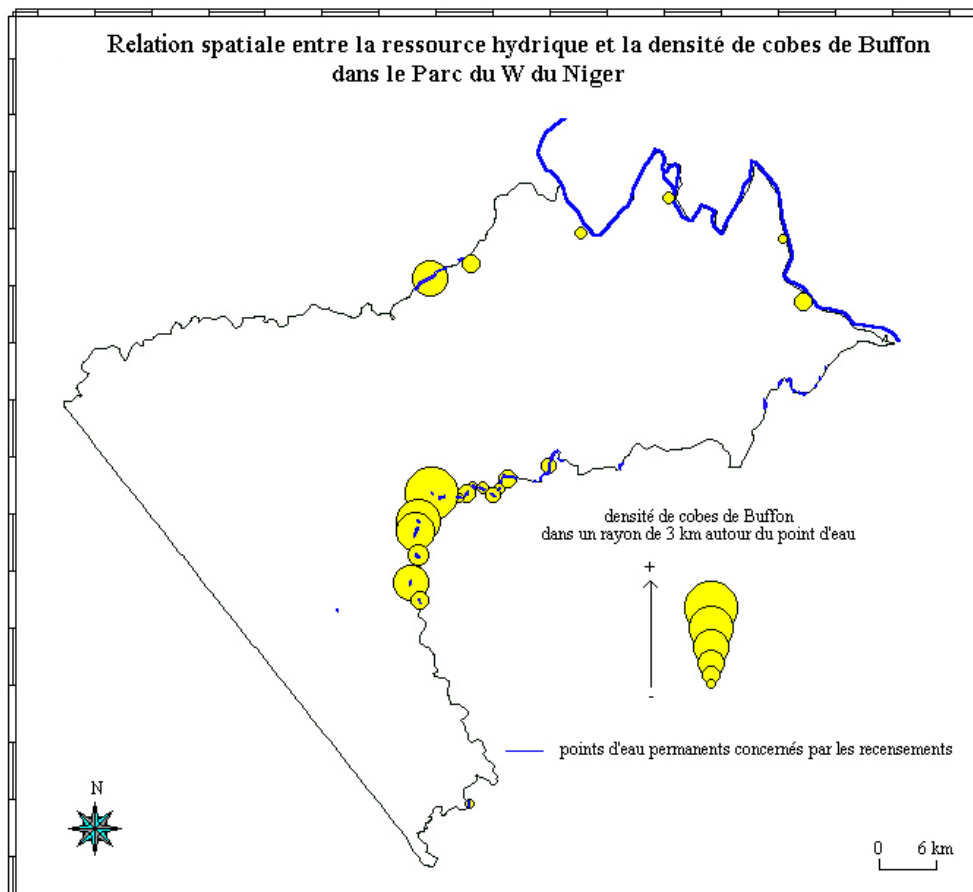 Relation spatiale entre la ressource hydrique et la densité de cobes de Buffon
dans le Parc du W du Niger
densité de cobes de Buffon
dans un rayon de 3 km autour du point d'eau
+
-
points d'eau permanents concernés par les recensements
N
0 6 km